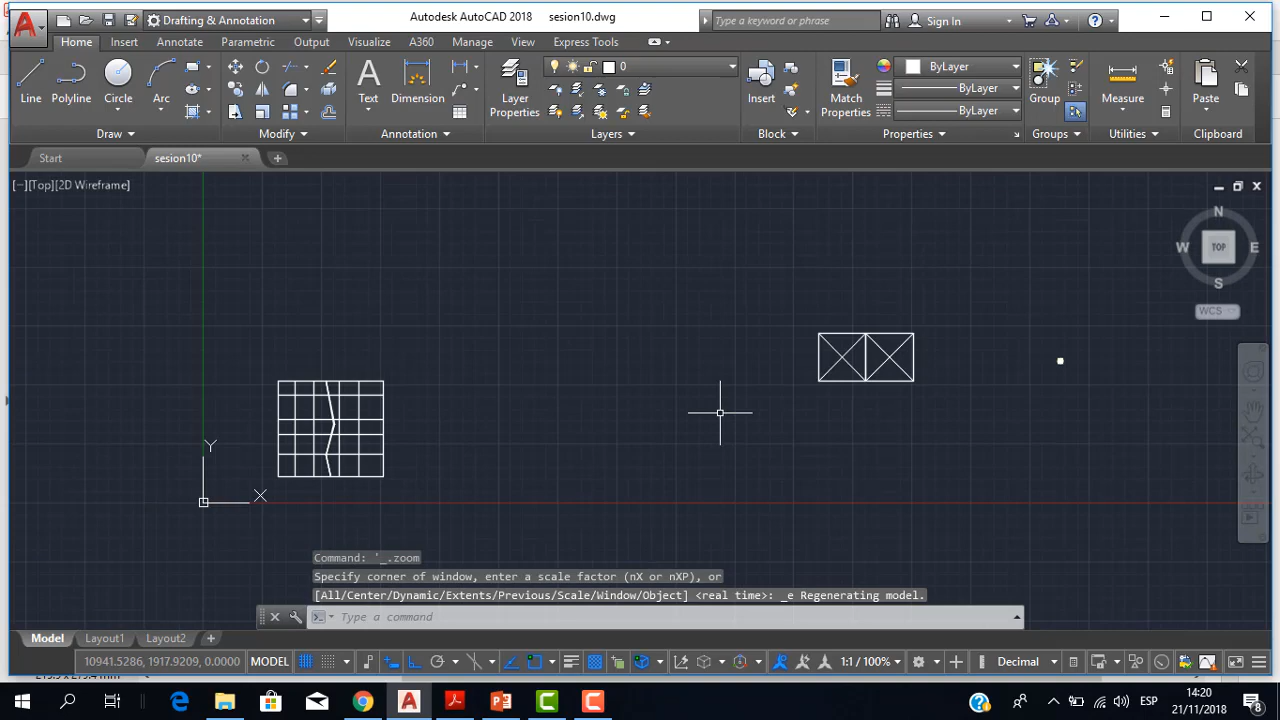 Drafting & Annotation
Autodesk AutoCAD 2018 sesion10.dwg
Type a keyword or phrase
Sign In
Home Insert Annotate Parametric Output Visualize A360 Manage View Express Tools
0
ByLayer
ByLayer
ByLayer
Line Polyline Circle Arc Text Dimension Layer Properties Insert Match Properties Group Measure Paste
Draw Modify Annotation Layers Block Properties Groups Utilities Clipboard
Start sesion10*
[−][Top][2D Wireframe]
N
W TOP E
S
WCS
Y
X
Command: '_.zoom
Specify corner of window, enter a scale factor (nX or nXP), or
[All/Center/Dynamic/Extents/Previous/Scale/Window/Object] <real time>: _e Regenerating model.
Type a command
Model Layout1 Layout2
10941.5286, 1917.9209, 0.0000 MODEL 1:1 / 100% Decimal
ESP
14:20
21/11/2018
8